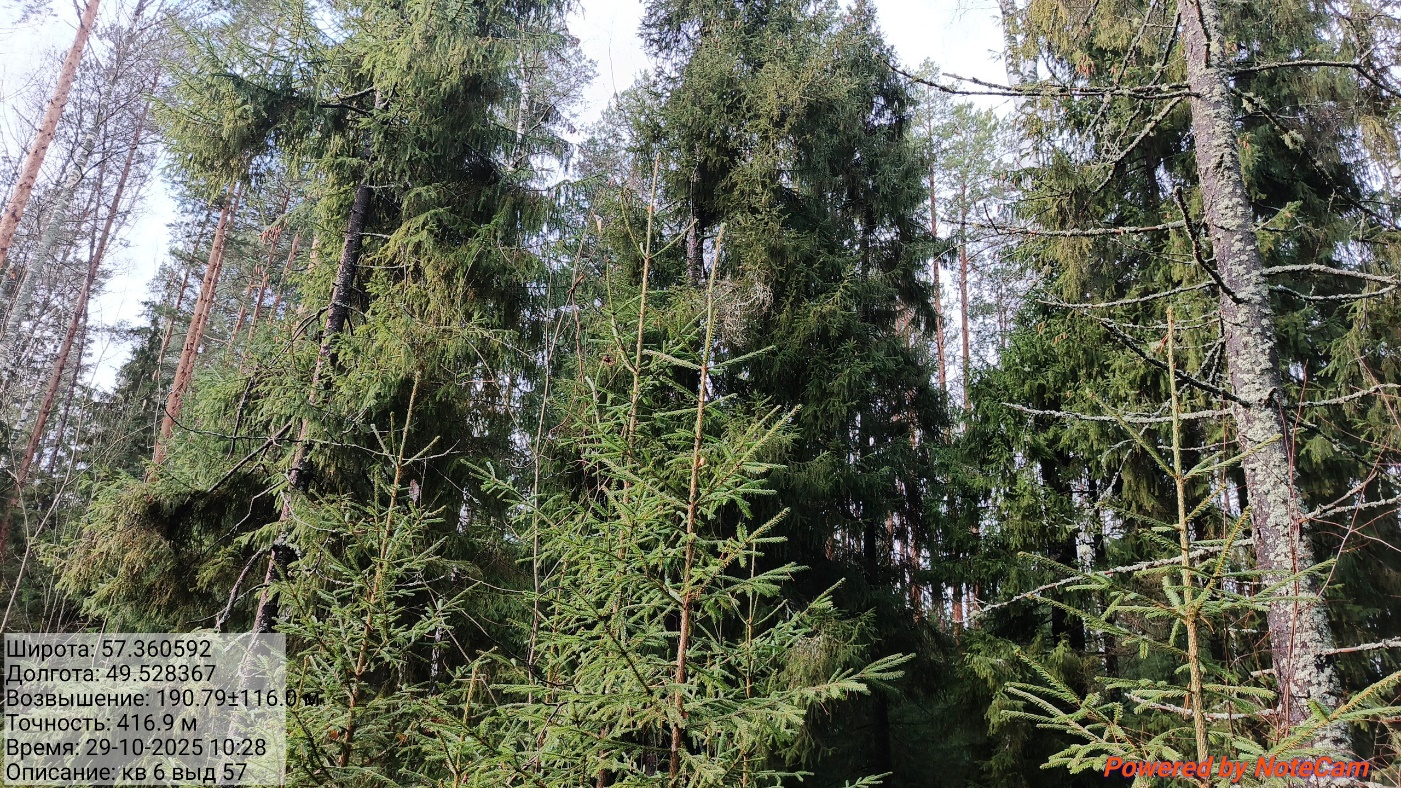 Широта: 57.360592
Долгота: 49.528367
Возвышение: 190.79±116.0 м
Точность: 416.9 м
Время: 29-10-2025 10:28
Описание: кв 6 выд 57
Powered by NoteCam